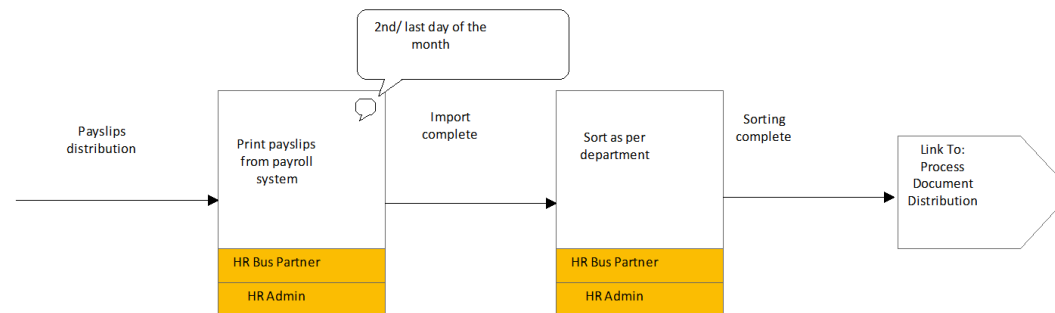 2nd/ last day of the
month
Payslips
distribution
Print payslips
from payroll
system
HR Bus Partner
HR Admin
Import
complete
Sort as per
department
HR Bus Partner
HR Admin
Sorting
complete
Link To:
Process
Document
Distribution